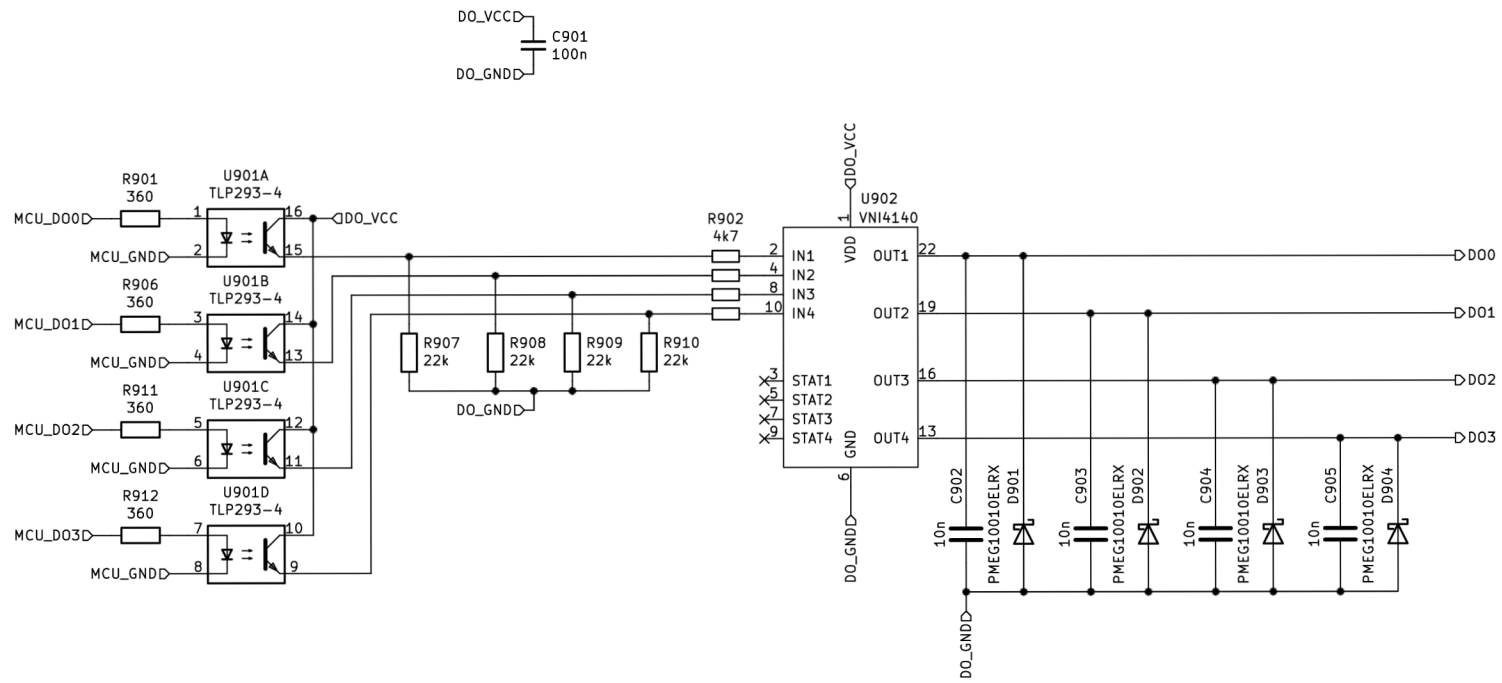 DO_VCC
C901
100n
DO_GND
DO_VCC
U901A
TLP293-4
R901
360
MCU_DO0
1
16
DO_VCC
MCU_GND
2
15
U901B
TLP293-4
R906
360
MCU_DO1
3
14
MCU_GND
4
13
U901C
TLP293-4
R911
360
MCU_DO2
5
12
MCU_GND
6
11
U901D
TLP293-4
R912
360
MCU_DO3
7
10
MCU_GND
8
9
R907
22k
R908
22k
R909
22k
R910
22k
DO_GND
R902
4k7
U902
VNI4140
1
VDD
2
IN1
4
IN2
8
IN3
10
IN4
3
STAT1
5
STAT2
7
STAT3
9
STAT4
GND
6
DO_GND
OUT1
22
DO0
OUT2
19
DO1
OUT3
16
DO2
OUT4
13
DO3
C902
10n
D901
PMEG10010ELRX
C903
10n
D902
PMEG10010ELRX
C904
10n
D903
PMEG10010ELRX
C905
10n
D904
PMEG10010ELRX
DO_GND